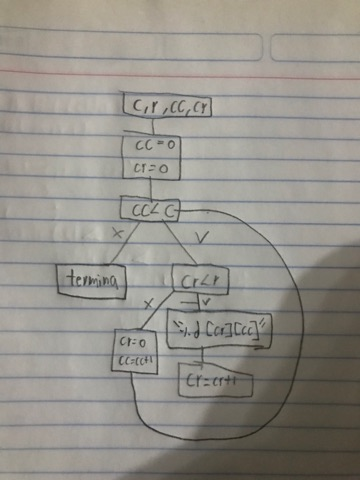 C, r, CC, Cr
CC=0
Cr=0
CC<C
X
V
termina
Cr<r
X
V
"%d [Cr][CC]"
Cr=0
CC=CC+1
Cr=Cr+1